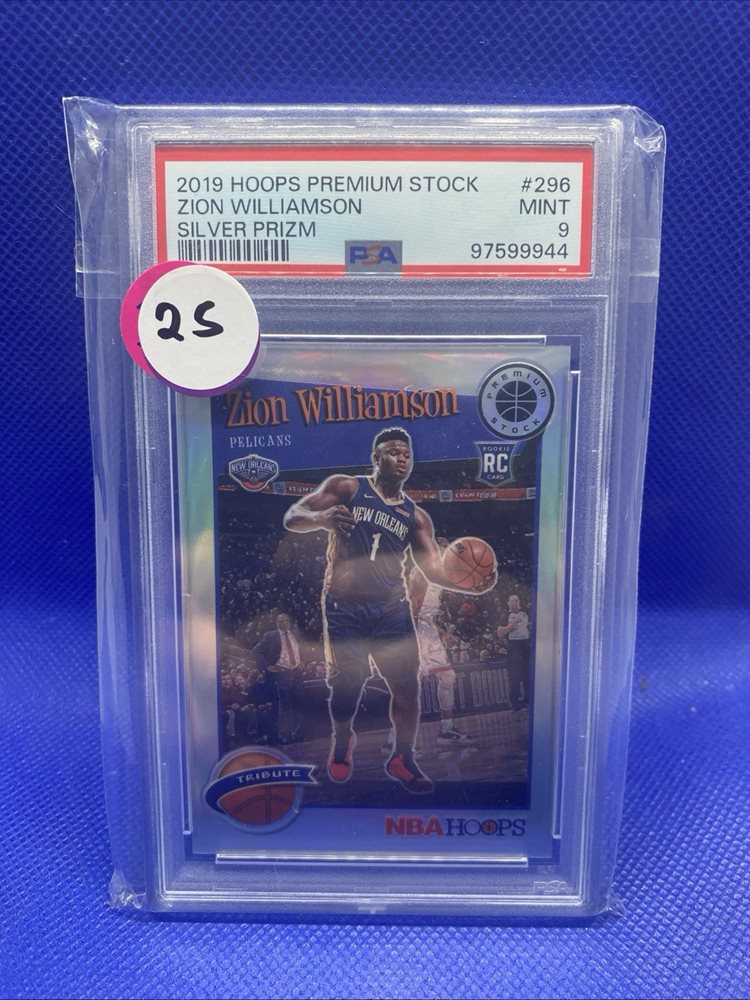 2019 HOOPS PREMIUM STOCK #296
ZION WILLIAMSON MINT
SILVER PRIZM 9
PSA 97599944
25
Zion Williamson
PREMIUM STOCK
PELICANS
NEW ORLEANS
RC
ROOKIE
CARD
NEW ORLEANS
1
TRIBUTE
NBA HOOPS
PSA